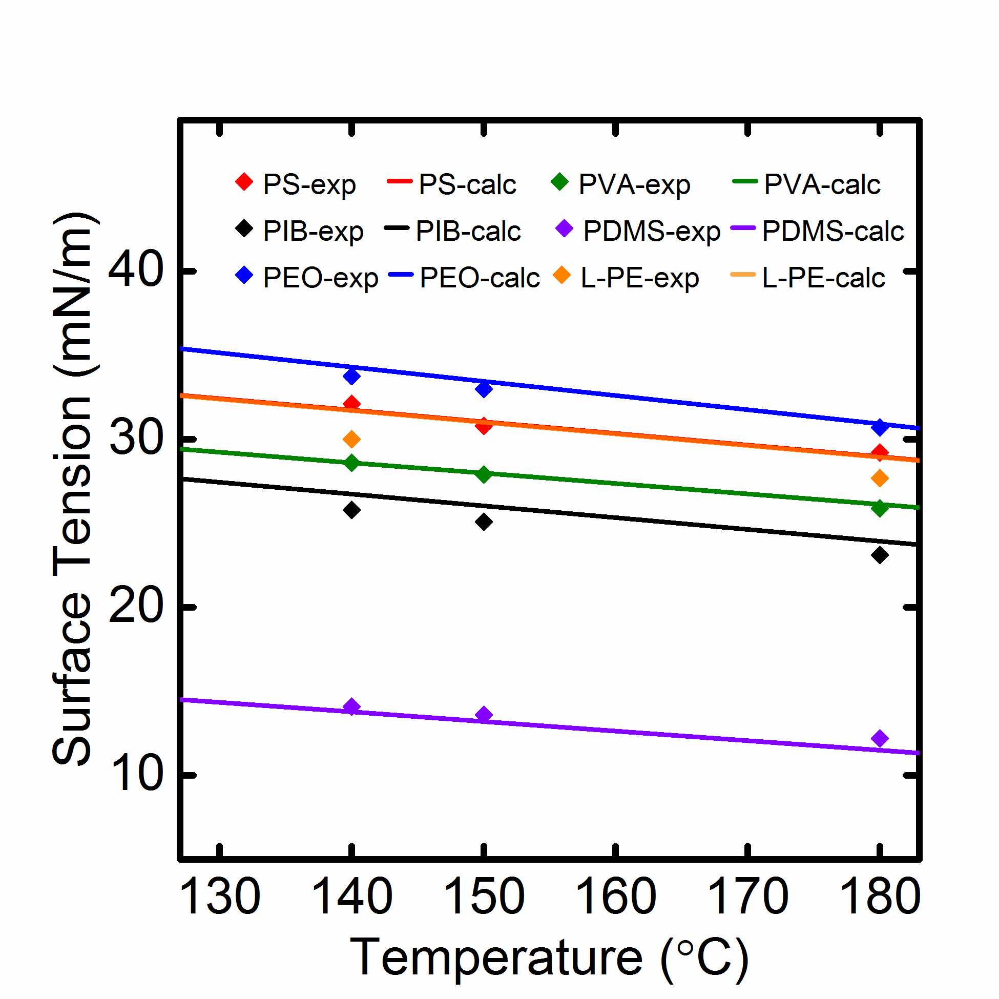 PS-exp PS-calc PVA-exp PVA-calc
PIB-exp PIB-calc PDMS-exp PDMS-calc
PEO-exp PEO-calc L-PE-exp L-PE-calc
Surface Tension (mN/m)
40
30
20
10
130 140 150 160 170 180
Temperature (°C)